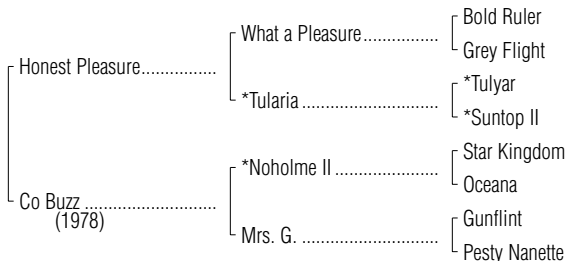 Bold Ruler
What a Pleasure................
Grey Flight
Honest Pleasure................
*Tulyar
*Tularia .............................
*Suntop II
Star Kingdom
*Noholme II ......................
Oceana
Co Buzz ............................
(1978)
Gunflint
Mrs. G. .............................
Pesty Nanette